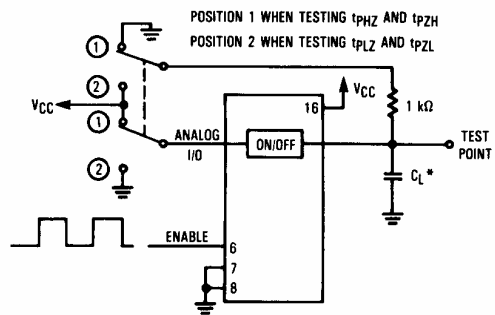 POSITION 1 WHEN TESTING tPHZ AND tPZH
POSITION 2 WHEN TESTING tPLZ AND tPZL
1
2
VCC
1
2
ANALOG
I/O
ON/OFF
16
VCC
1 kΩ
TEST
POINT
CL*
ENABLE
6
7
8